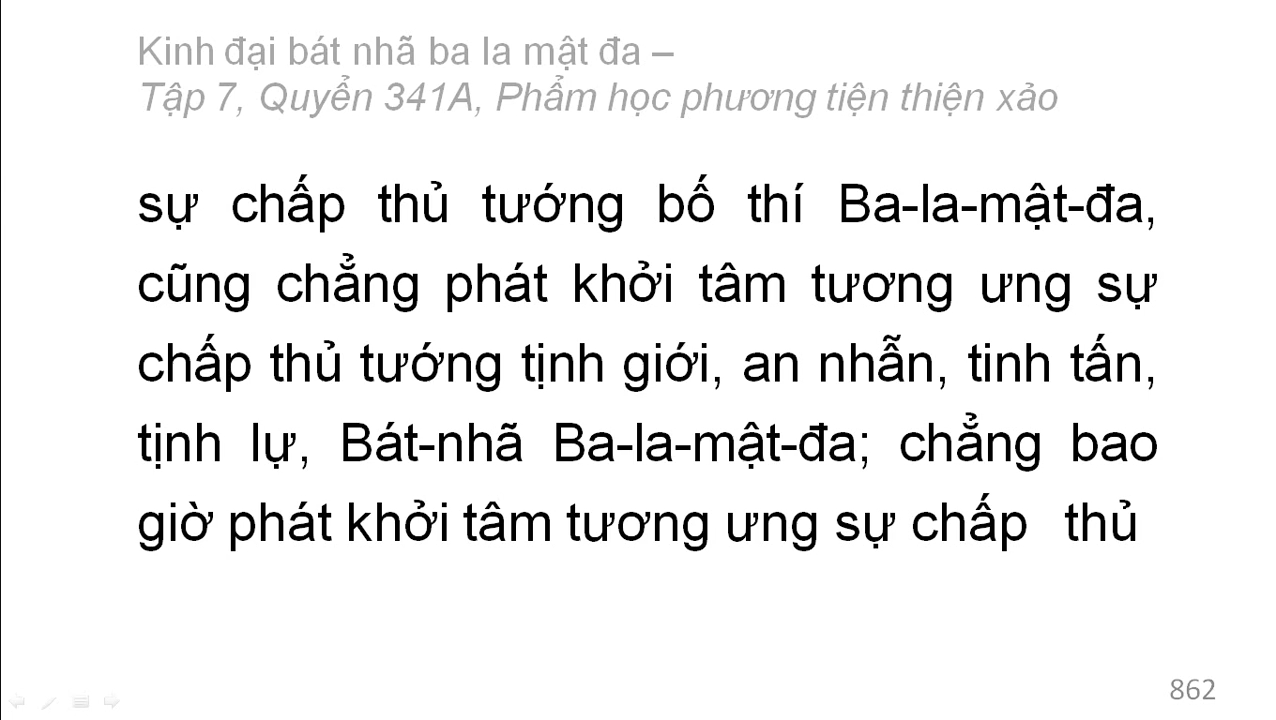 Kinh đại bát nhã ba la mật đa –
Tập 7, Quyển 341A, Phẩm học phương tiện thiện xảo
sự chấp thủ tướng bố thí Ba-la-mật-đa,
cũng chẳng phát khởi tâm tương ưng sự
chấp thủ tướng tịnh giới, an nhẫn, tinh tấn,
tịnh lự, Bát-nhã Ba-la-mật-đa; chẳng bao
giờ phát khởi tâm tương ưng sự chấp thủ
862